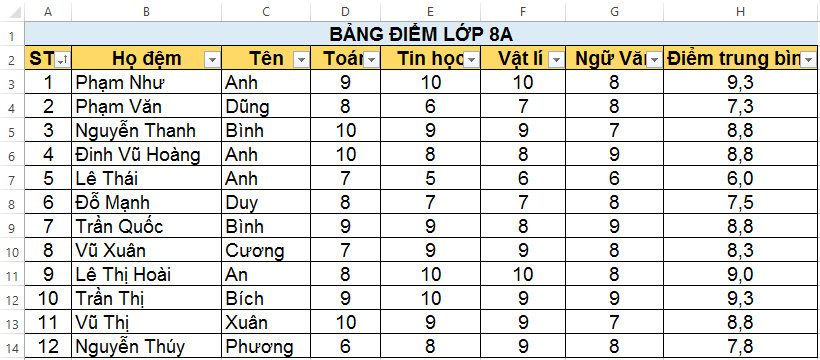 A B C D E F G H
1 BẢNG ĐIỂM LỚP 8A
2 ST Họ đệm Tên Toán Tin học Vật lí Ngữ Văn Điểm trung bìn
3 1 Phạm Như Anh 9 10 10 8 9,3
4 2 Phạm Văn Dũng 8 6 7 8 7,3
5 3 Nguyễn Thanh Bình 10 9 9 7 8,8
6 4 Đinh Vũ Hoàng Anh 10 8 8 9 8,8
7 5 Lê Thái Anh 7 5 6 6 6,0
8 6 Đỗ Mạnh Duy 8 7 7 8 7,5
9 7 Trần Quốc Bình 9 9 8 9 8,8
10 8 Vũ Xuân Cương 7 9 9 8 8,3
11 9 Lê Thị Hoài An 8 10 10 8 9,0
12 10 Trần Thị Bích 9 10 9 9 9,3
13 11 Vũ Thị Xuân 10 9 9 7 8,8
14 12 Nguyễn Thúy Phương 6 8 9 8 7,8